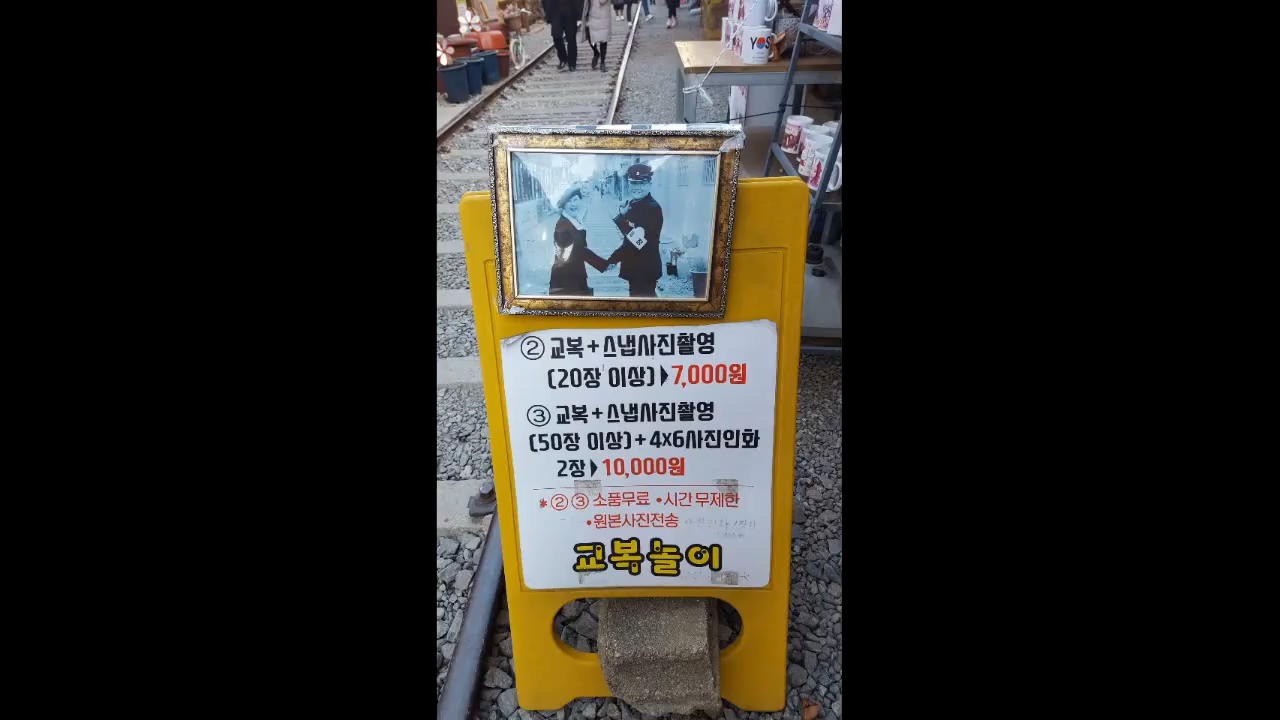 YOS
② 교복+스냅사진촬영
(20장 이상)▶7,000원
③ 교복+스냅사진촬영
(50장 이상)+4x6사진인화
2장▶10,000원
*②③ 소품무료 •시간무제한
•원본사진전송
교복놀이